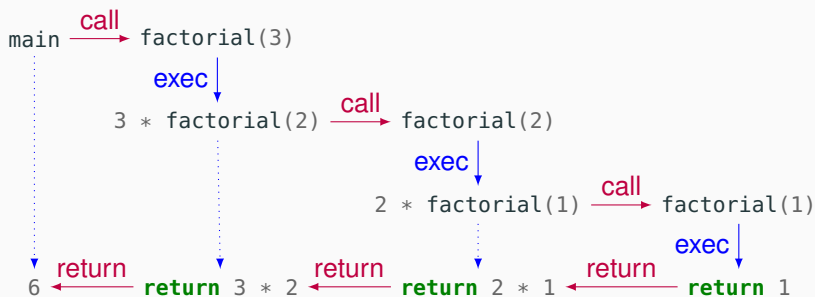 call
main factorial(3)
exec
call
3 * factorial(2) factorial(2)
exec
call
2 * factorial(1) factorial(1)
exec
return return return
6 return 3 * 2 return 2 * 1 return 1